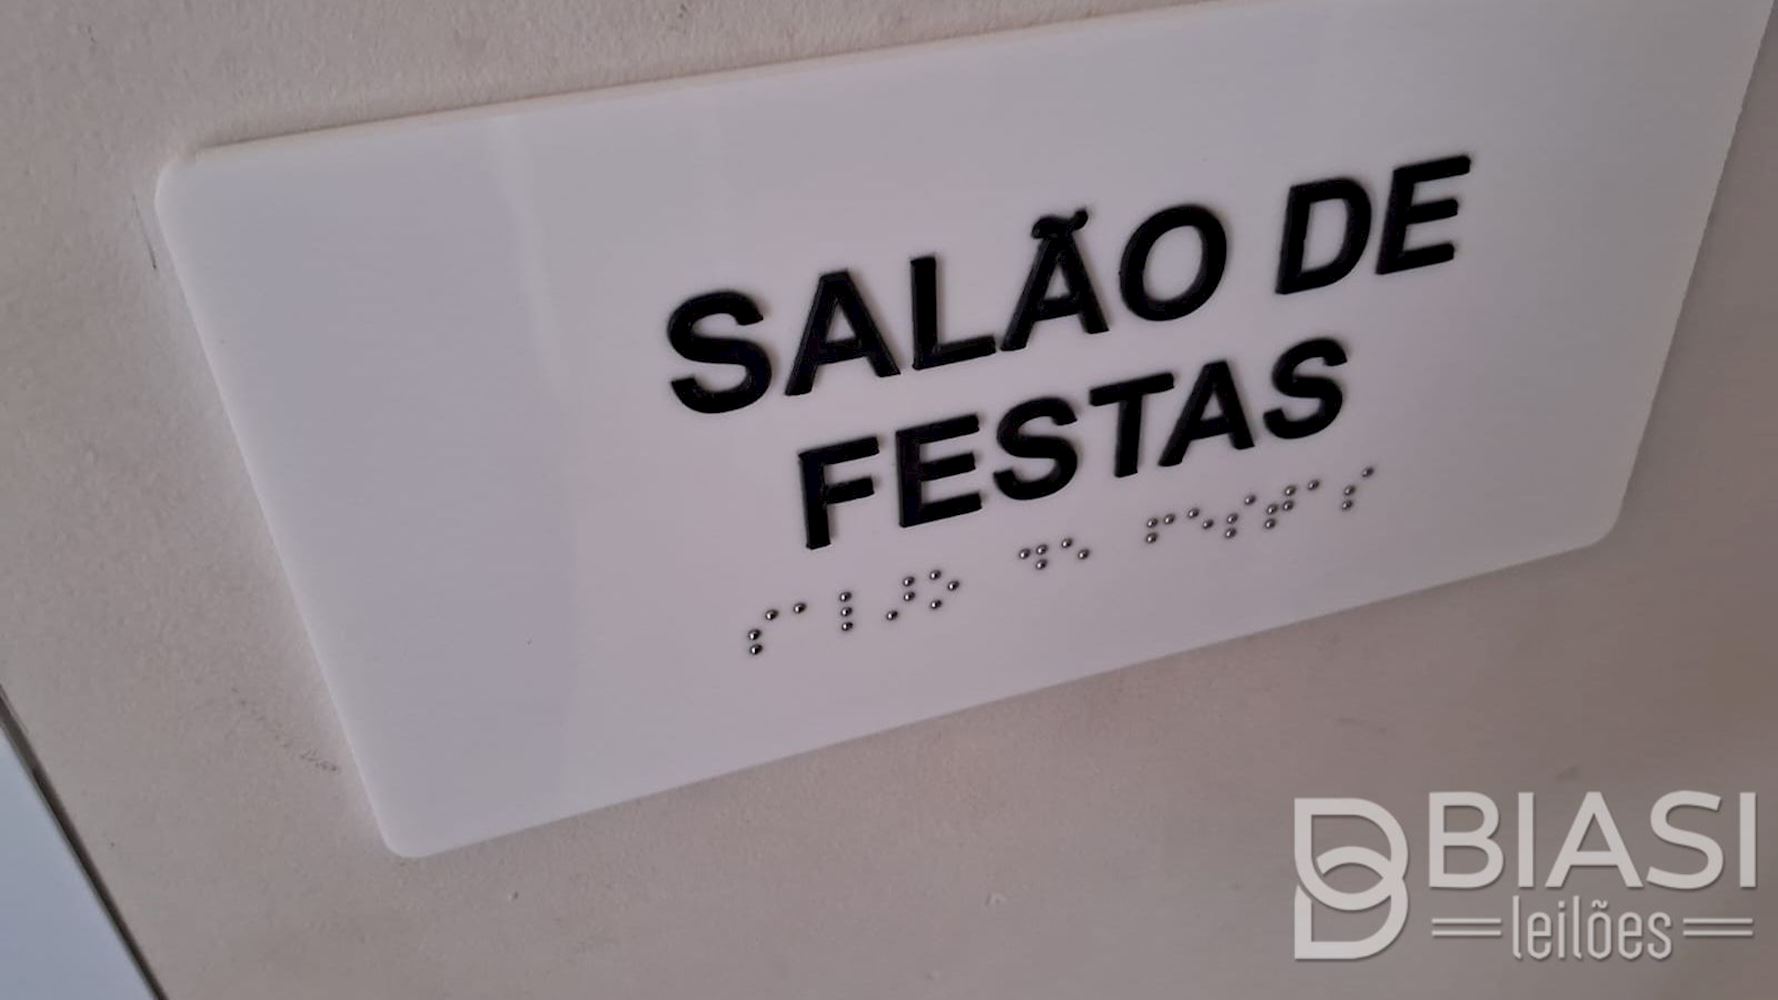 SALÃO DE
FESTAS
⠎⠁⠇⠜⠕ ⠙⠑ ⠋⠑⠎⠞⠁⠎
BIASI
leilões